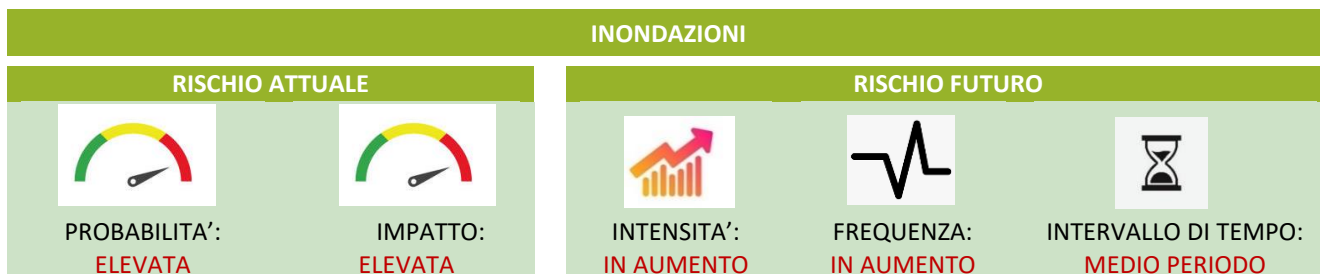 INONDAZIONI
RISCHIO ATTUALE
RISCHIO FUTURO
PROBABILITA’:
ELEVATA
IMPATTO:
ELEVATA
INTENSITA’:
IN AUMENTO
FREQUENZA:
IN AUMENTO
INTERVALLO DI TEMPO:
MEDIO PERIODO